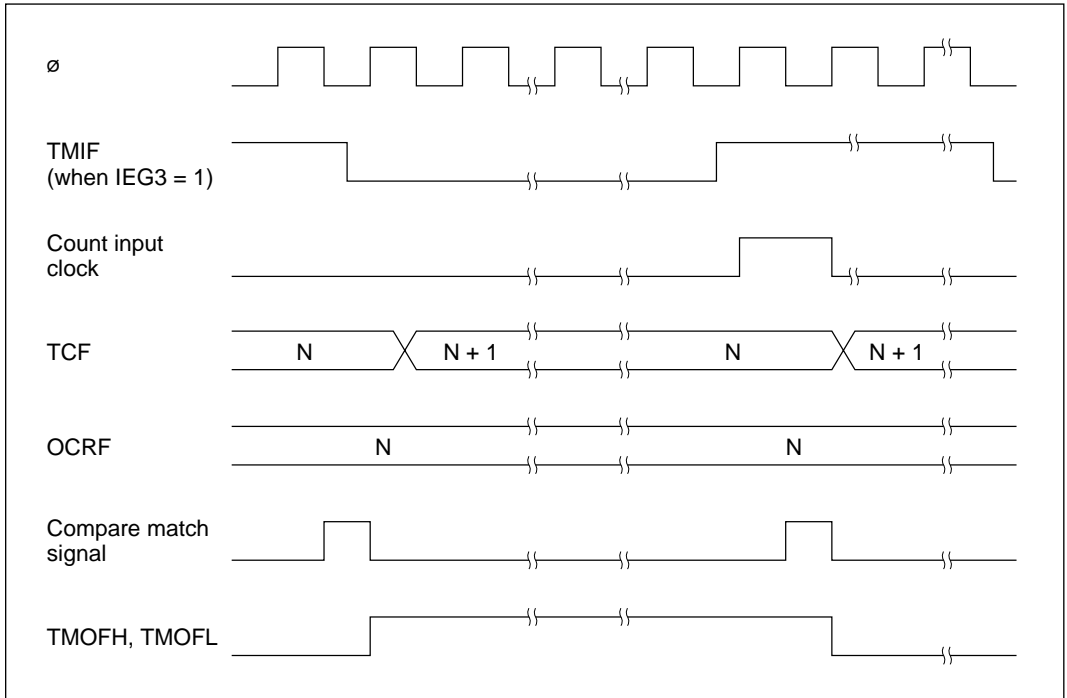 ø
TMIF
(when IEG3 = 1)
Count input
clock
TCF
N
N + 1
N
N + 1
OCRF
N
N
Compare match
signal
TMOFH, TMOFL